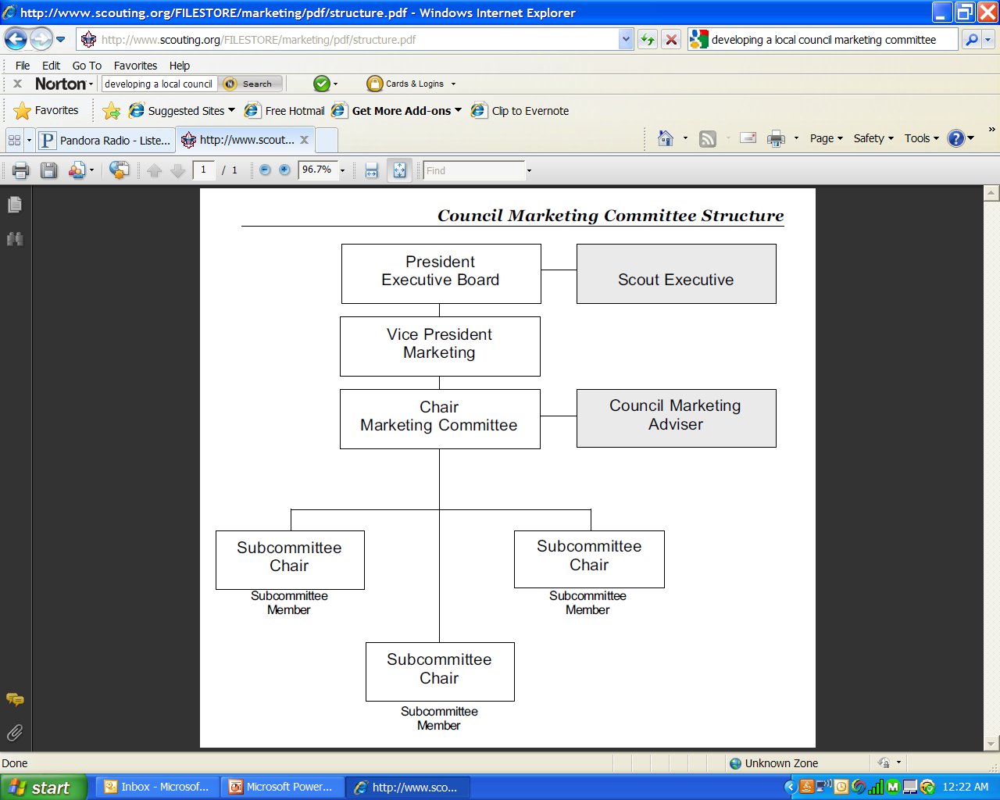 http://www.scouting.org/FILESTORE/marketing/pdf/structure.pdf - Windows Internet Explorer
http://www.scouting.org/FILESTORE/marketing/pdf/structure.pdf
developing a local council marketing committee
File Edit Go To Favorites Help
x Norton developing a local council Search Cards & Logins
Favorites Suggested Sites Free Hotmail Get More Add-ons Clip to Evernote
Pandora Radio - Liste... http://www.scout... Page Safety Tools
1 / 1 96.7% Find
Council Marketing Committee Structure
President
Executive Board
Scout Executive
Vice President
Marketing
Chair
Marketing Committee
Council Marketing
Adviser
Subcommittee
Chair
Subcommittee
Member
Subcommittee
Chair
Subcommittee
Member
Subcommittee
Chair
Subcommittee
Member
Done Unknown Zone
start Inbox - Microsof... Microsoft Power... http://www.sco... 12:22 AM